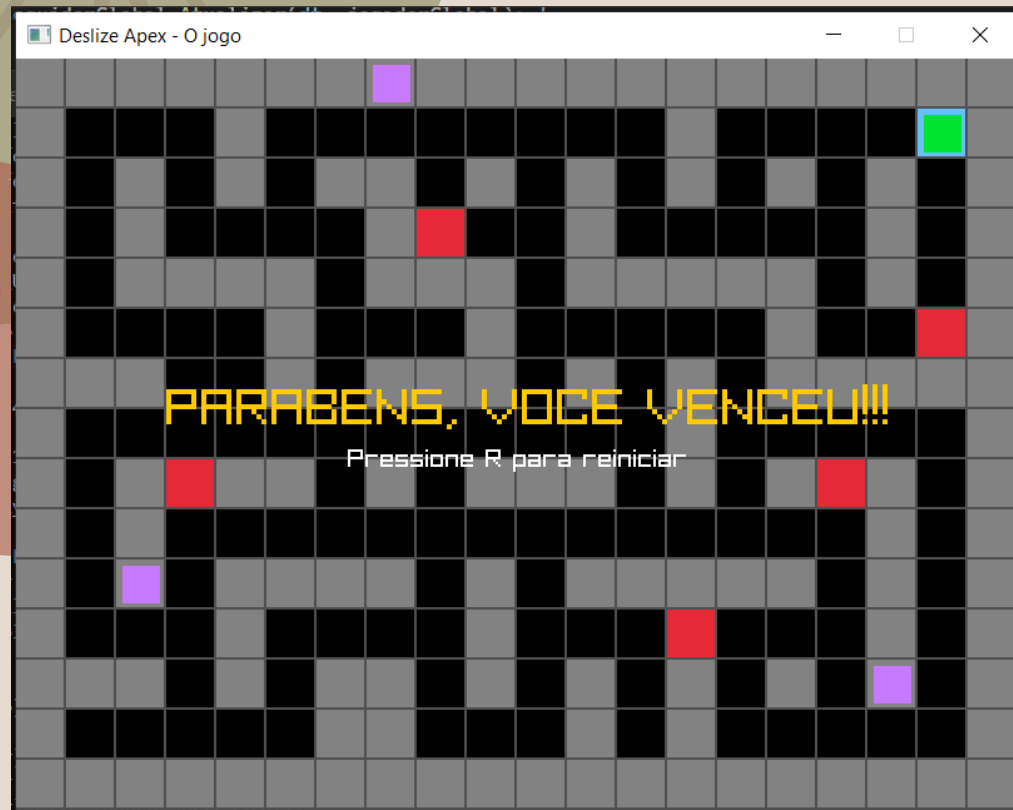 Deslize Apex - O jogo
PARABENS, VOCE VENCEU!!!
Pressione R para reiniciar